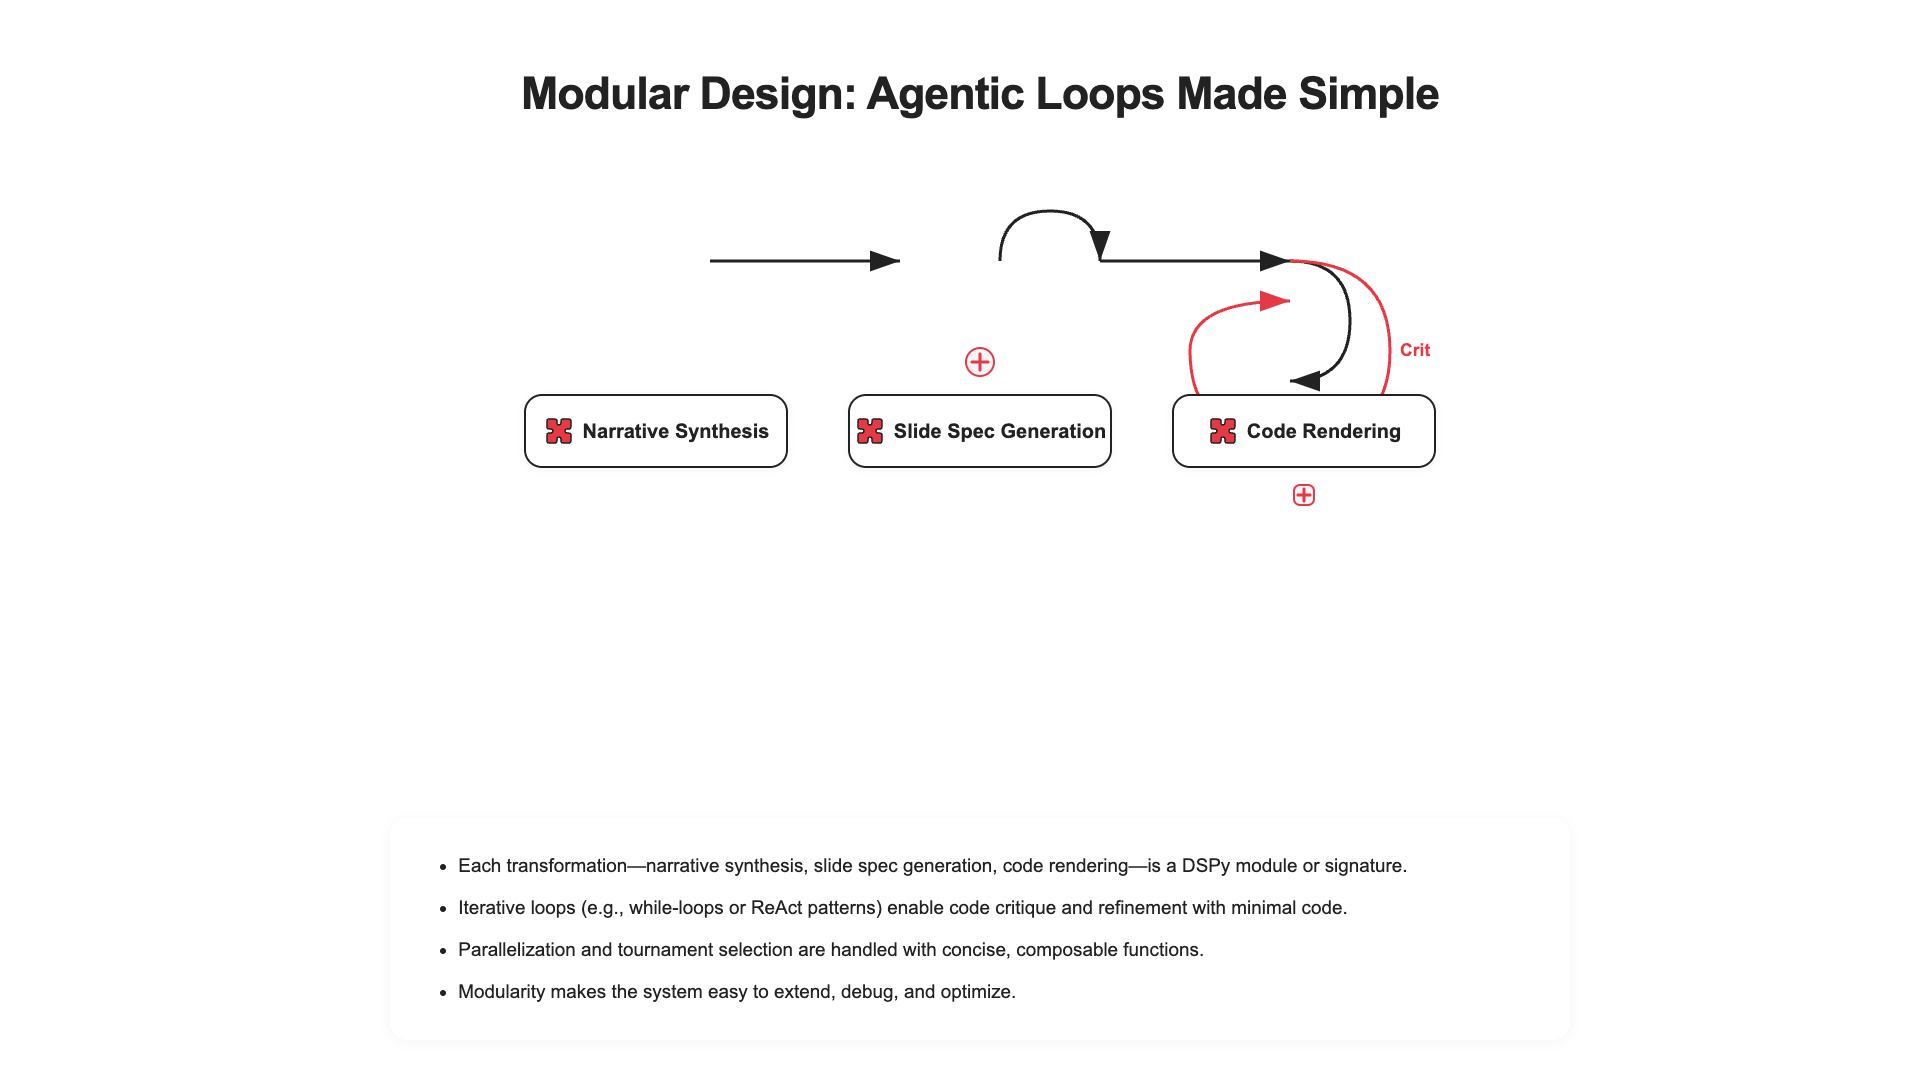 Modular Design: Agentic Loops Made Simple
Crit
Narrative Synthesis
Slide Spec Generation
Code Rendering
• Each transformation—narrative synthesis, slide spec generation, code rendering—is a DSPy module or signature.
• Iterative loops (e.g., while-loops or ReAct patterns) enable code critique and refinement with minimal code.
• Parallelization and tournament selection are handled with concise, composable functions.
• Modularity makes the system easy to extend, debug, and optimize.